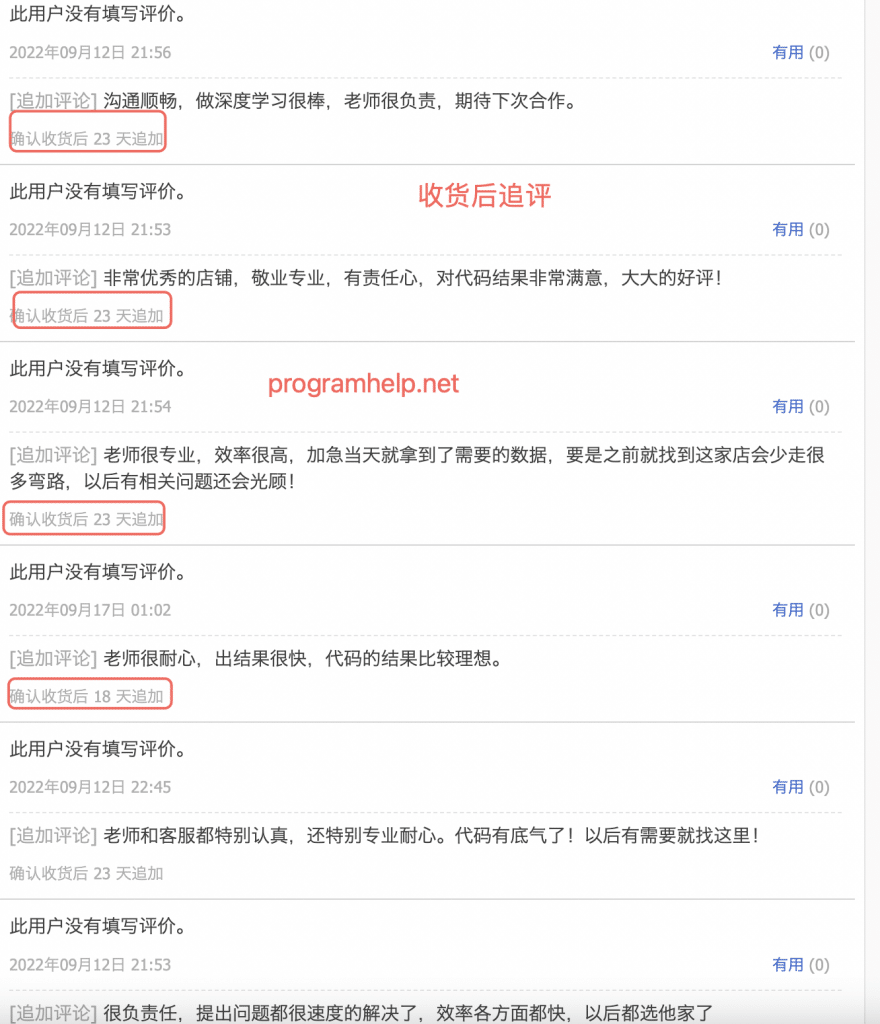 此用户没有填写评价。
2022年09月12日 21:56 有用 (0)
[追加评论] 沟通顺畅，做深度学习很棒，老师很负责，期待下次合作。
确认收货后 23 天追加
此用户没有填写评价。
收货后追评
2022年09月12日 21:53 有用 (0)
[追加评论] 非常优秀的店铺，敬业专业，有责任心，对代码结果非常满意，大大的好评！
确认收货后 23 天追加
此用户没有填写评价。
programhelp.net
2022年09月12日 21:54 有用 (0)
[追加评论] 老师很专业，效率很高，加急当天就拿到了需要的数据，要是之前就找到这家店会少走很
多弯路，以后有相关问题还会光顾！
确认收货后 23 天追加
此用户没有填写评价。
2022年09月17日 01:02 有用 (0)
[追加评论] 老师很耐心，出结果很快，代码的结果比较理想。
确认收货后 18 天追加
此用户没有填写评价。
2022年09月12日 22:45 有用 (0)
[追加评论] 老师和客服都特别认真，还特别专业耐心。代码有底气了！以后有需要就找这里！
确认收货后 23 天追加
此用户没有填写评价。
2022年09月12日 21:53 有用 (0)
[追加评论] 很负责任，提出问题都很速度的解决了，效率各方面都快，以后都选他家了